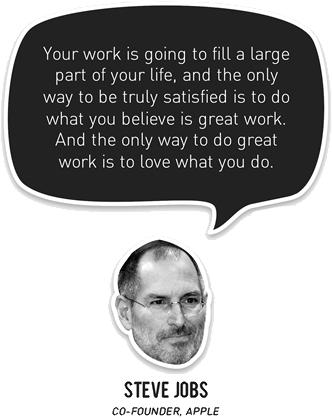 Your work is going to fill a large
part of your life, and the only
way to be truly satisfied is to do
what you believe is great work.
And the only way to do great
work is to love what you do.
STEVE JOBS
CO-FOUNDER, APPLE